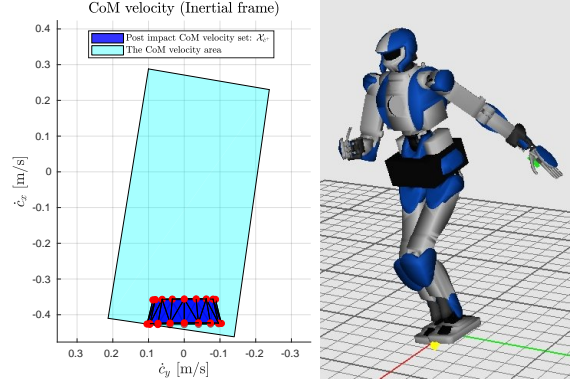 CoM velocity (Inertial frame)
Post impact CoM velocity set: 𝒳ċ⁺
The CoM velocity area
0.4
0.3
0.2
0.1
0
-0.1
-0.2
-0.3
-0.4
ċx [m/s]
0.3 0.2 0.1 0 -0.1 -0.2 -0.3
ċy [m/s]